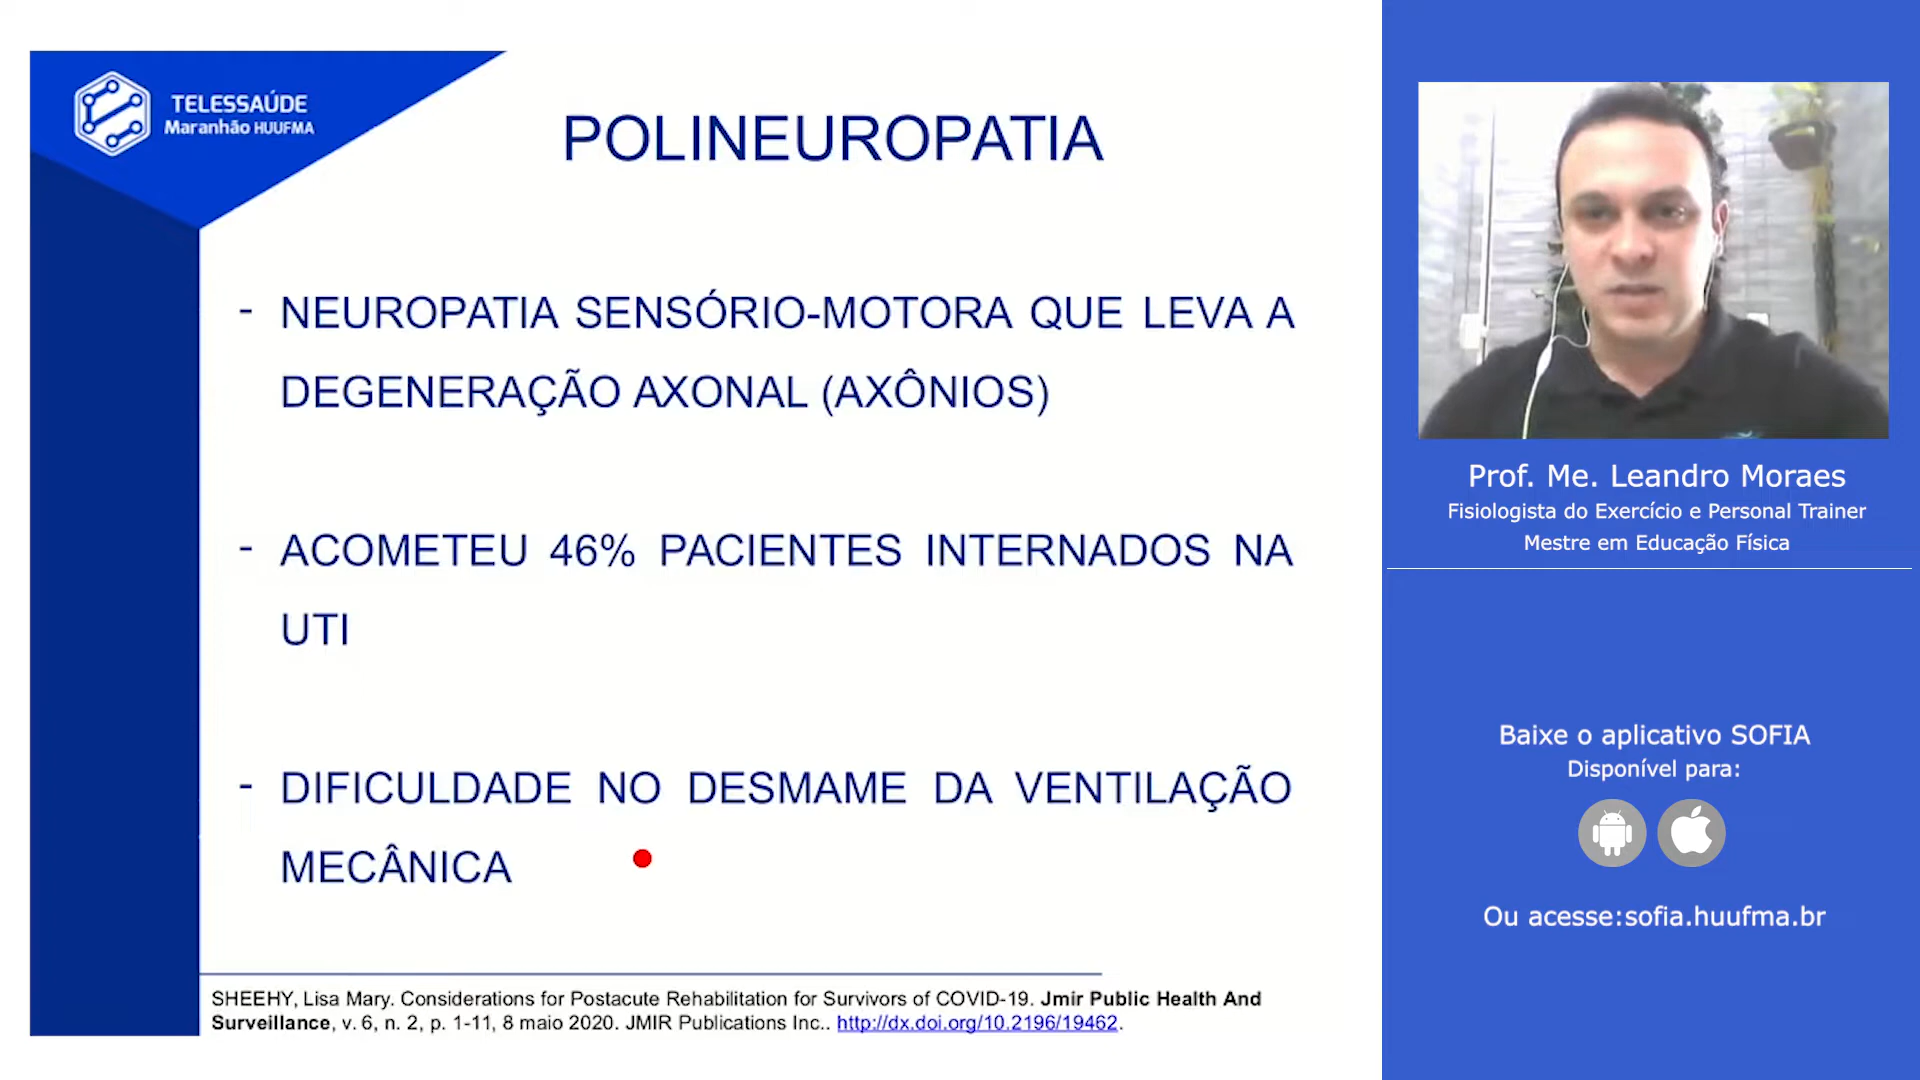 TELESSAÚDE
Maranhão HUUFMA
POLINEUROPATIA
- NEUROPATIA SENSÓRIO-MOTORA QUE LEVA A
DEGENERAÇÃO AXONAL (AXÔNIOS)
- ACOMETEU 46% PACIENTES INTERNADOS NA
UTI
- DIFICULDADE NO DESMAME DA VENTILAÇÃO
MECÂNICA
SHEEHY, Lisa Mary. Considerations for Postacute Rehabilitation for Survivors of COVID-19. Jmir Public Health And
Surveillance, v. 6, n. 2, p. 1-11, 8 maio 2020. JMIR Publications Inc.. http://dx.doi.org/10.2196/19462.
Prof. Me. Leandro Moraes
Fisiologista do Exercício e Personal Trainer
Mestre em Educação Física
Baixe o aplicativo SOFIA
Disponível para:
Ou acesse:sofia.huufma.br